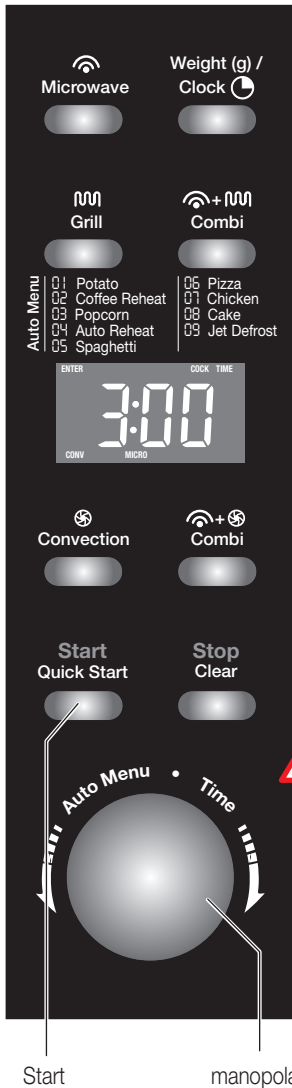 Microwave
Weight (g) /
Clock
Grill
+
Combi
Auto Menu
01 Potato
02 Coffee Reheat
03 Popcorn
04 Auto Reheat
05 Spaghetti
06 Pizza
07 Chicken
08 Cake
09 Jet Defrost
ENTER COCK TIME
3:00
CONV MICRO
Convection
+
Combi
Start
Quick Start
Stop
Clear
Auto Menu • Time
Start
manopola